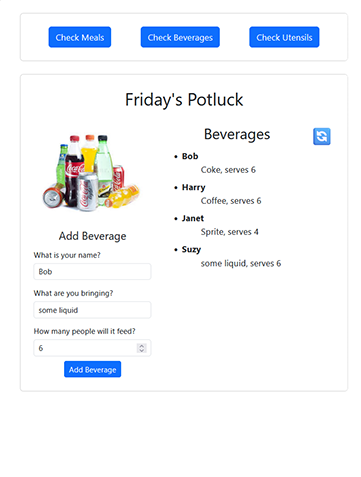 Check Meals
Check Beverages
Check Utensils
Friday's Potluck
Beverages
Bob
Coke, serves 6
Harry
Coffee, serves 6
Janet
Sprite, serves 4
Suzy
some liquid, serves 6
Add Beverage
What is your name?
Bob
What are you bringing?
some liquid
How many people will it feed?
6
Add Beverage